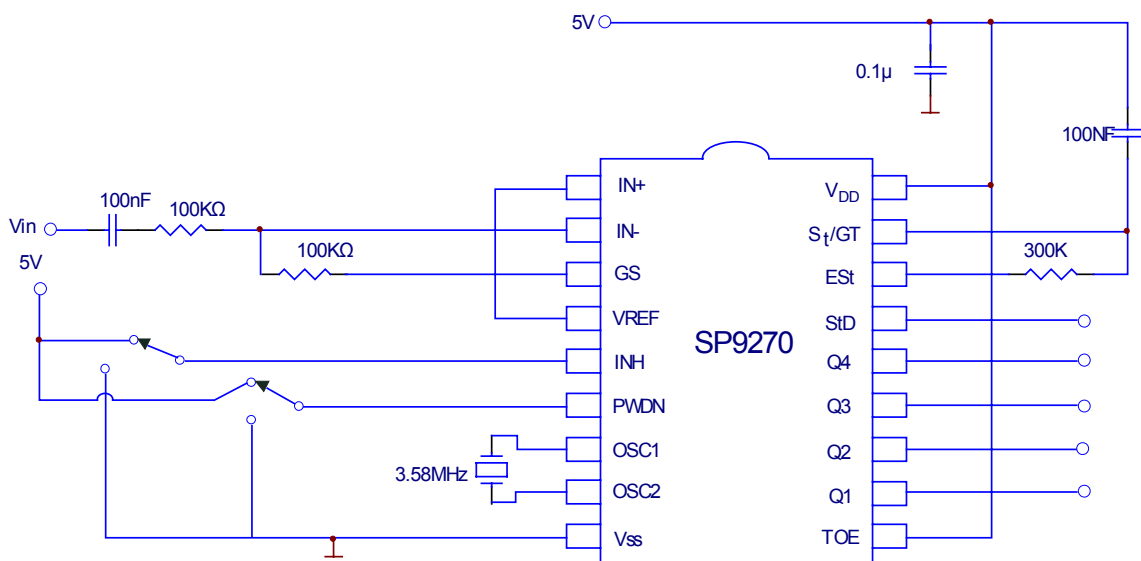 5V
0.1µ
100NF
100nF
100KΩ
Vin
100KΩ
5V
300K
3.58MHz
SP9270
IN+
IN-
GS
VREF
INH
PWDN
OSC1
OSC2
Vss
VDD
St/GT
ESt
StD
Q4
Q3
Q2
Q1
TOE